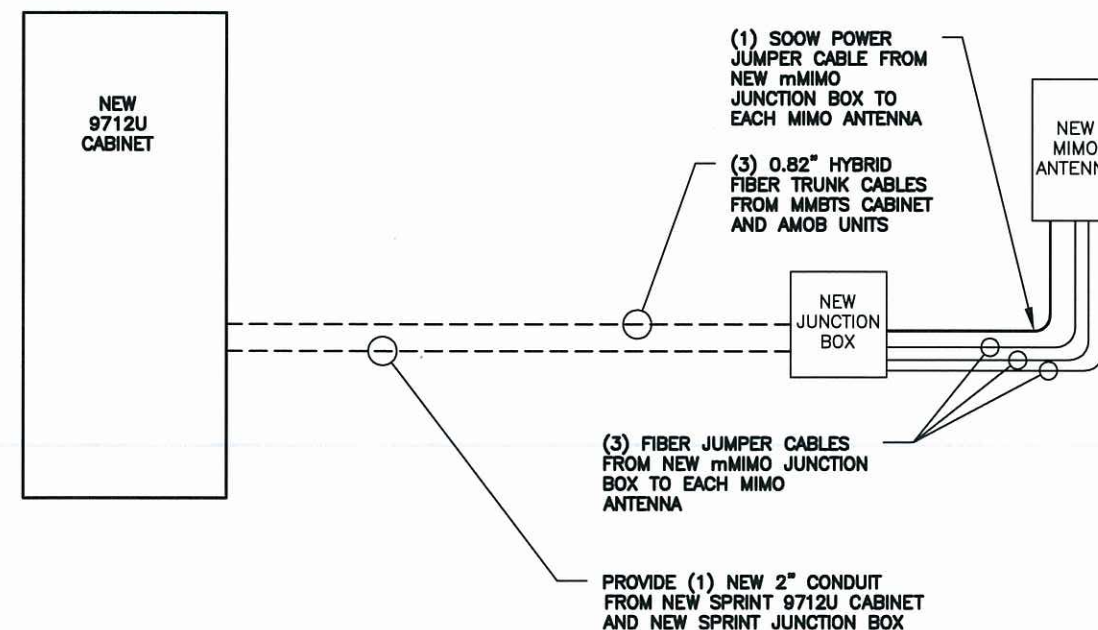 NEW
9712U
CABINET
(1) SOOW POWER
JUMPER CABLE FROM
NEW mMIMO
JUNCTION BOX TO
EACH MIMO ANTENNA
(3) 0.82" HYBRID
FIBER TRUNK CABLES
FROM MMBTS CABINET
AND AMOB UNITS
NEW
MIMO
NEW
JUNCTION
BOX
(3) FIBER JUMPER CABLES
FROM NEW mMIMO JUNCTION
BOX TO EACH MIMO
ANTENNA
PROVIDE (1) NEW 2" CONDUIT
FROM NEW SPRINT 9712U CABINET
AND NEW SPRINT JUNCTION BOX